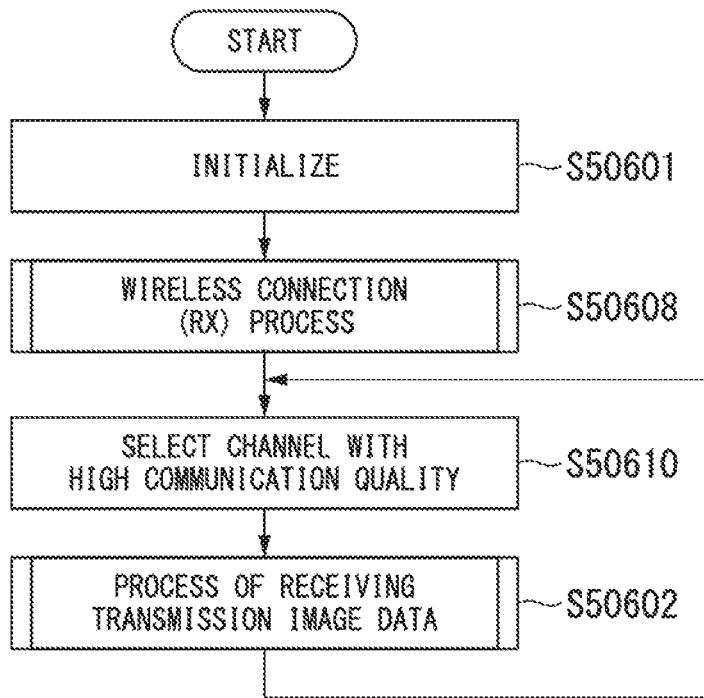 START
INITIALIZE
S50601
WIRELESS CONNECTION
(RX) PROCESS
S50608
SELECT CHANNEL WITH
HIGH COMMUNICATION QUALITY
S50610
PROCESS OF RECEIVING
TRANSMISSION IMAGE DATA
S50602